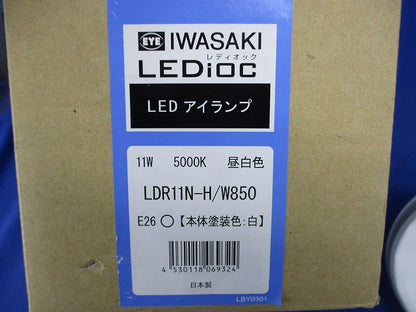 EYE IWASAKI
レディオック
LEDiOC
LED アイランプ
11W 5000K 昼白色
LDR11N-H/W850
E26 ○【本体塗装色:白】
4 530118 069324
日本製
LBY0301